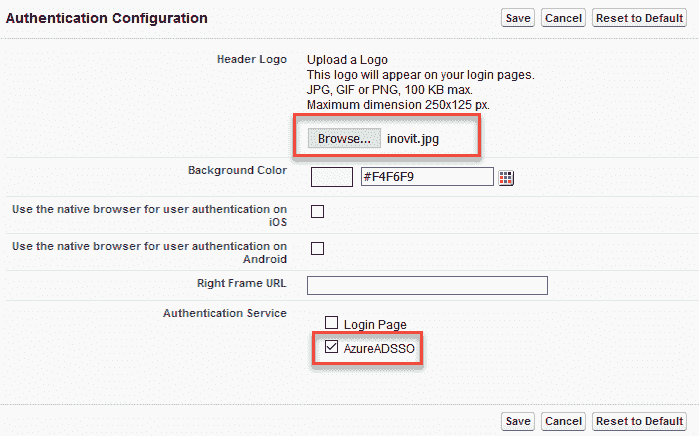 Authentication Configuration
Save Cancel Reset to Default
Header Logo
Upload a Logo
This logo will appear on your login pages.
JPG, GIF or PNG, 100 KB max.
Maximum dimension 250x125 px.
Browse... inovit.jpg
Background Color
#F4F6F9
Use the native browser for user authentication on
iOS
Use the native browser for user authentication on
Android
Right Frame URL
Authentication Service
Login Page
AzureADSSO
Save Cancel Reset to Default